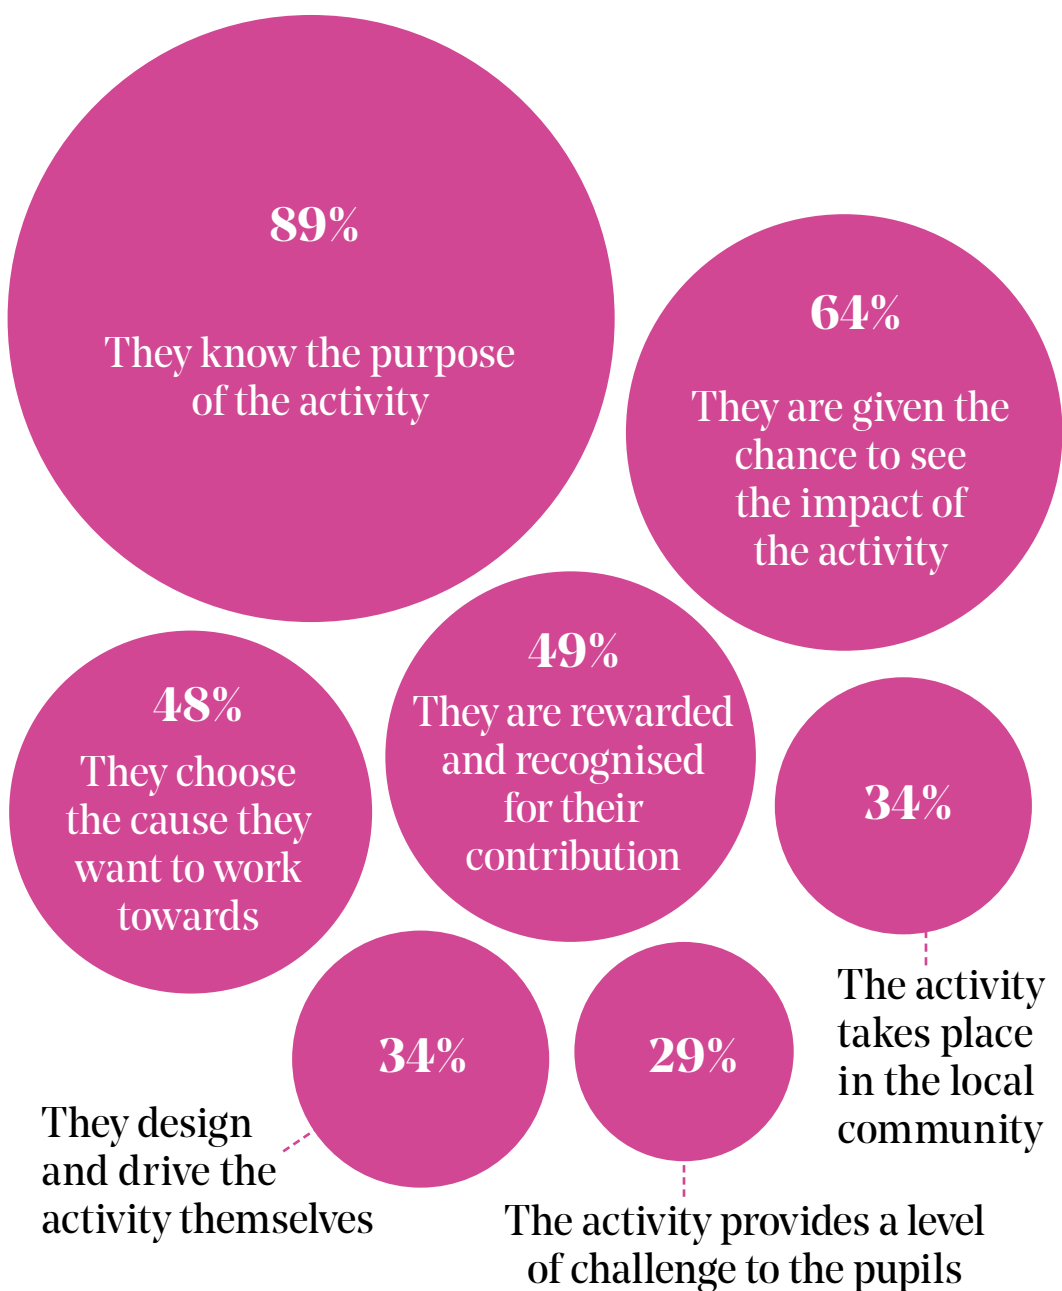 89%
They know the purpose
of the activity
64%
They are given the
chance to see
the impact of
the activity
49%
They are rewarded
and recognised
for their
contribution
48%
They choose
the cause they
want to work
towards
34%
The activity
takes place
in the local
community
34%
They design
and drive the
activity themselves
29%
The activity provides a level
of challenge to the pupils